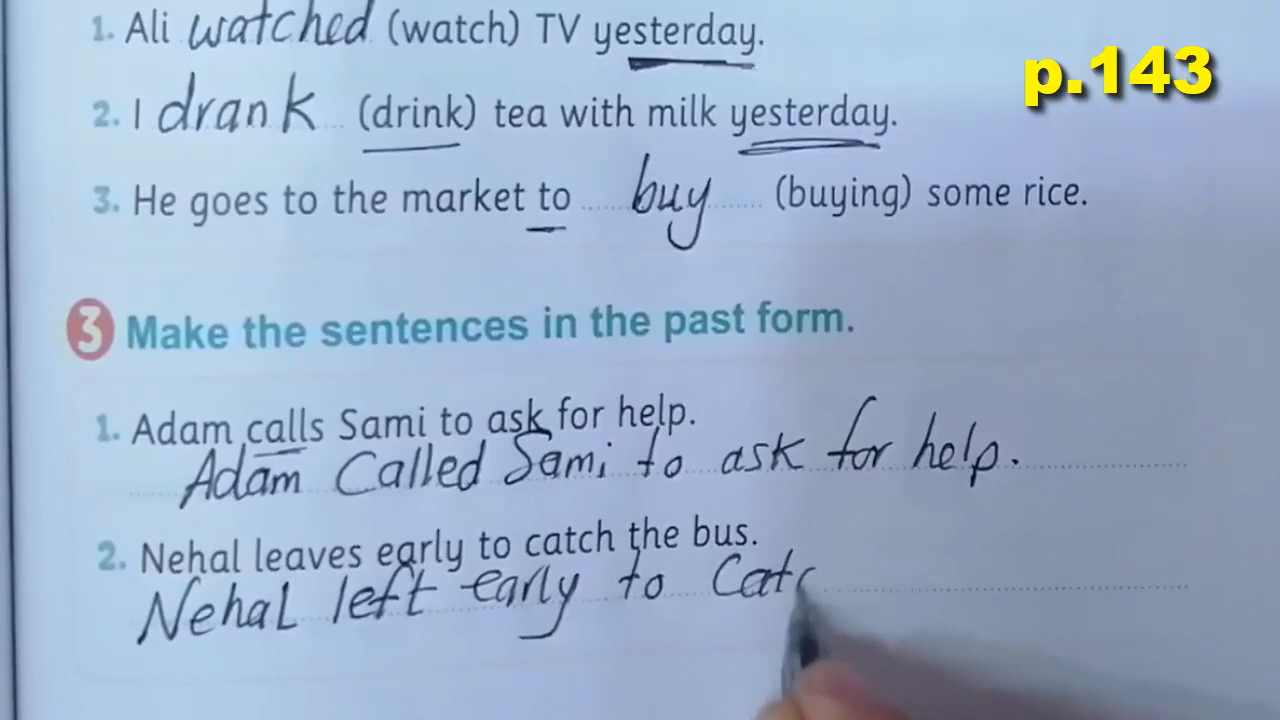 1. Ali watched (watch) TV yesterday.
p.143
2. I drank (drink) tea with milk yesterday.
3. He goes to the market to buy (buying) some rice.
3 Make the sentences in the past form.
1. Adam calls Sami to ask for help.
Adam Called Sami to ask for help.
2. Nehal leaves early to catch the bus.
Nehal left early to Catc